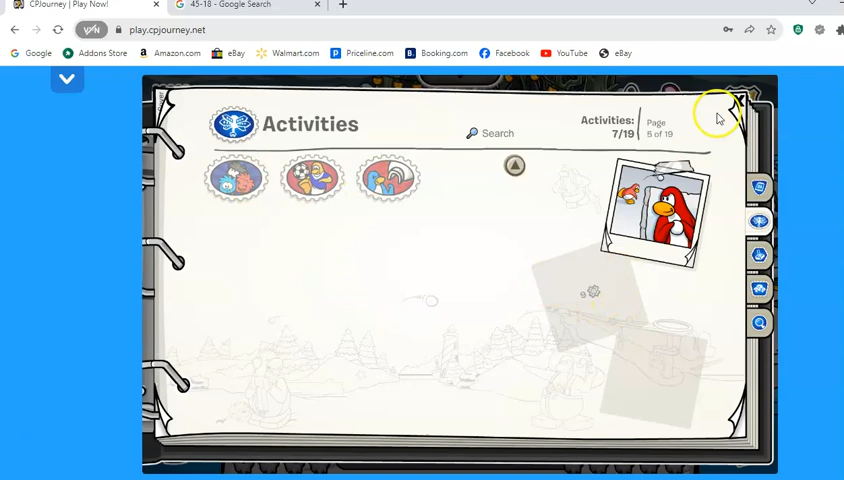 CPJourney | Play Now!
45-18 - Google Search
play.cpjourney.net
Google
Addons Store
Amazon.com
eBay
Walmart.com
Priceline.com
Booking.com
Facebook
YouTube
eBay
Activities
Search
Activities:
7/19
Page
5 of 19
9